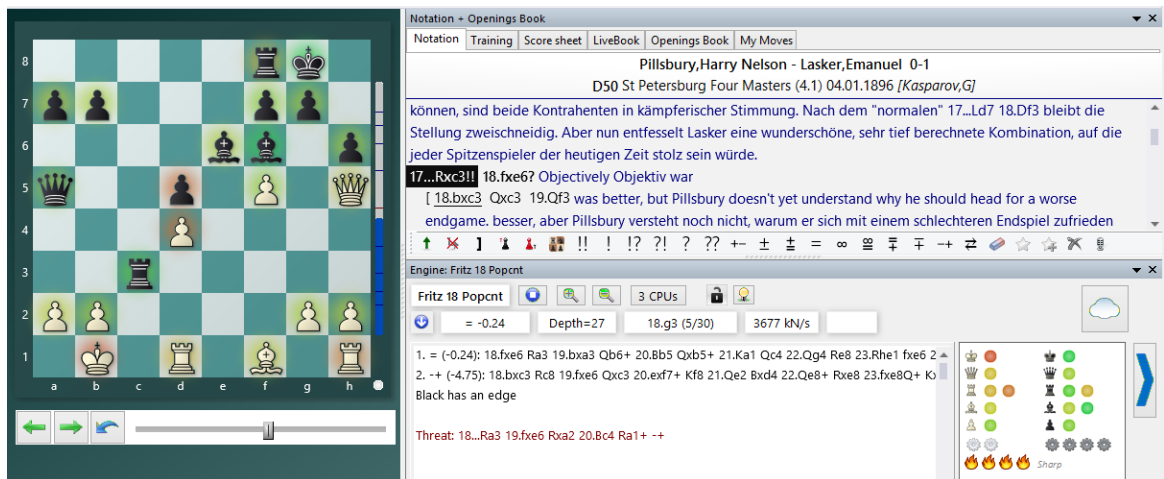 Notation + Openings Book
Notation Training Score sheet LiveBook Openings Book My Moves
Pillsbury,Harry Nelson - Lasker,Emanuel 0-1
D50 St Petersburg Four Masters (4.1) 04.01.1896 [Kasparov,G]
können, sind beide Kontrahenten in kämpferischer Stimmung. Nach dem "normalen" 17...Ld7 18.Df3 bleibt die
Stellung zweischneidig. Aber nun entfesselt Lasker eine wunderschöne, sehr tief berechnete Kombination, auf die
jeder Spitzenspieler der heutigen Zeit stolz sein würde.
17...Rxc3!! 18.fxe6? Objectively Objektiv war
[ 18.bxc3 Qxc3 19.Qf3 was better, but Pillsbury doesn't yet understand why he should head for a worse
endgame. besser, aber Pillsbury versteht noch nicht, warum er sich mit einem schlechteren Endspiel zufrieden
!! ! !? ?! ? ?? +− ± ⩲ = ∞ ⯹ ⩱ ∓ −+ ⇄
Engine: Fritz 18 Popcnt
Fritz 18 Popcnt 3 CPUs
= -0.24 Depth=27 18.g3 (5/30) 3677 kN/s
1. = (-0.24): 18.fxe6 Ra3 19.bxa3 Qb6+ 20.Bb5 Qxb5+ 21.Ka1 Qc4 22.Qg4 Re8 23.Rhe1 fxe6 2
2. -+ (-4.75): 18.bxc3 Rc8 19.fxe6 Qxc3 20.exf7+ Kf8 21.Qe2 Bxd4 22.Qe8+ Rxe8 23.fxe8Q+
Black has an edge
Threat: 18...Ra3 19.fxe6 Rxa2 20.Bc4 Ra1+ -+
Sharp
8
7
6
5
4
3
2
1
a b c d e f g h